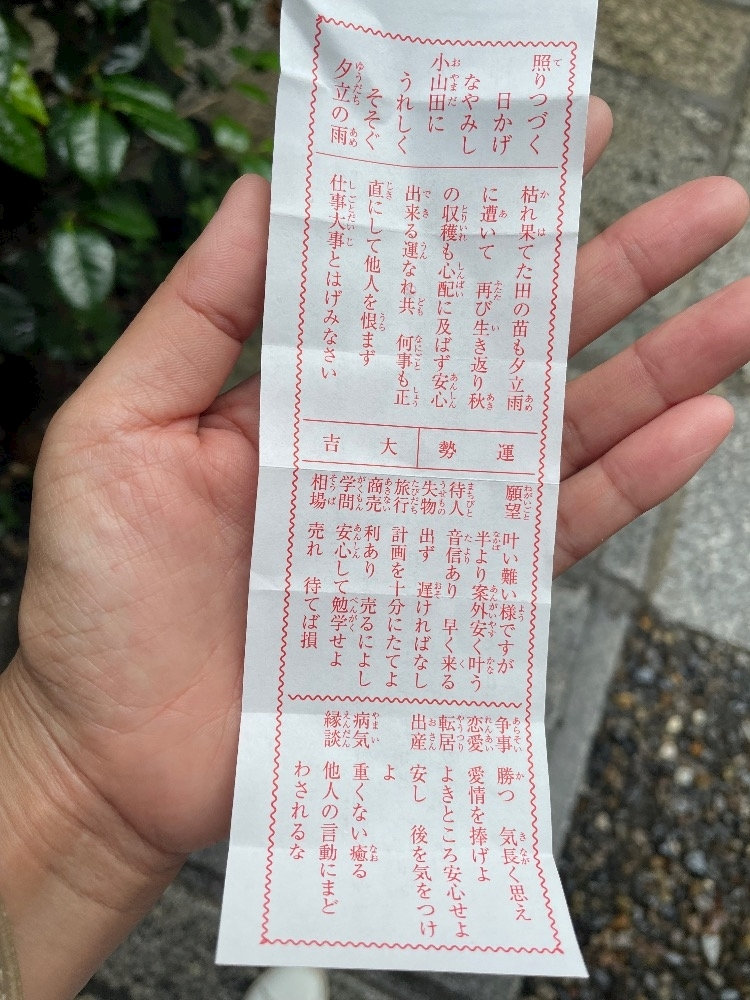 照りつづく
日かげ
なやみし
小山田に
うれしく
そそぐ
夕立の雨
枯れ果てた田の苗も夕立雨
に遭いて 再び生き返り秋
の収穫も心配に及ばず安心
出来る運なれ共 何事も正
直にして他人を恨まず
仕事大事とはげみなさい
運勢
大吉
願望 叶い難い様ですが
半より案外安く叶う
待人 音信あり 早く来る
失物 出ず 遅ければなし
旅行 計画を十分にたてよ
商売 利あり 売るによし
学問 安心して勉学せよ
相場 売れ 待てば損
争事 勝つ 気長く思え
恋愛 愛情を捧げよ
転居 よきところ安心せよ
出産 安し 後を気をつけ
よ
病気 重くない癒る
縁談 他人の言動にまど
わされるな